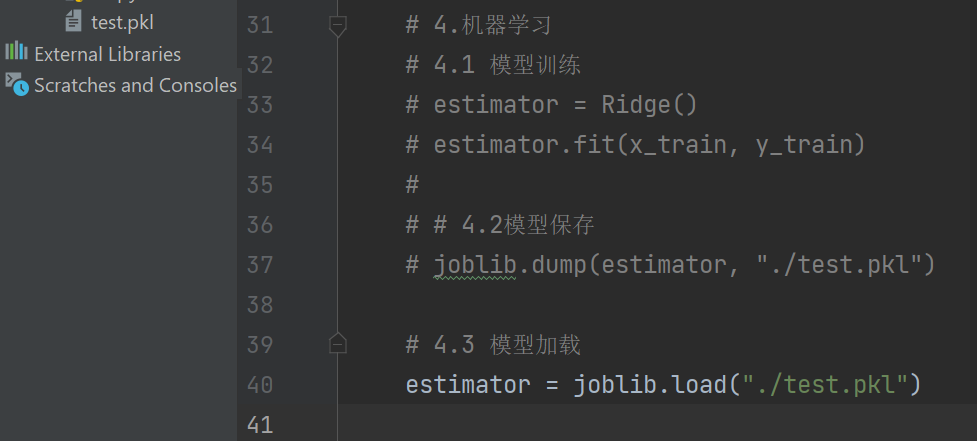 test.pkl
External Libraries
Scratches and Consoles
31 # 4.机器学习
32 # 4.1 模型训练
33 # estimator = Ridge()
34 # estimator.fit(x_train, y_train)
35 #
36 # # 4.2模型保存
37 # joblib.dump(estimator, "./test.pkl")
38
39 # 4.3 模型加载
40 estimator = joblib.load("./test.pkl")
41